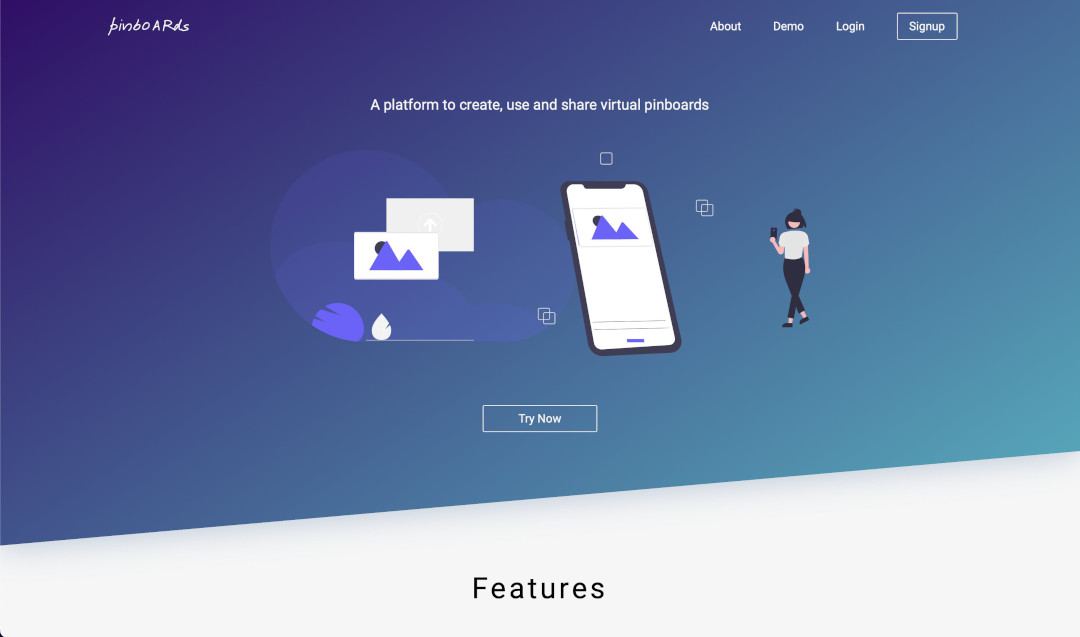 pinboARds
About
Demo
Login
Signup
A platform to create, use and share virtual pinboards
Try Now
Features